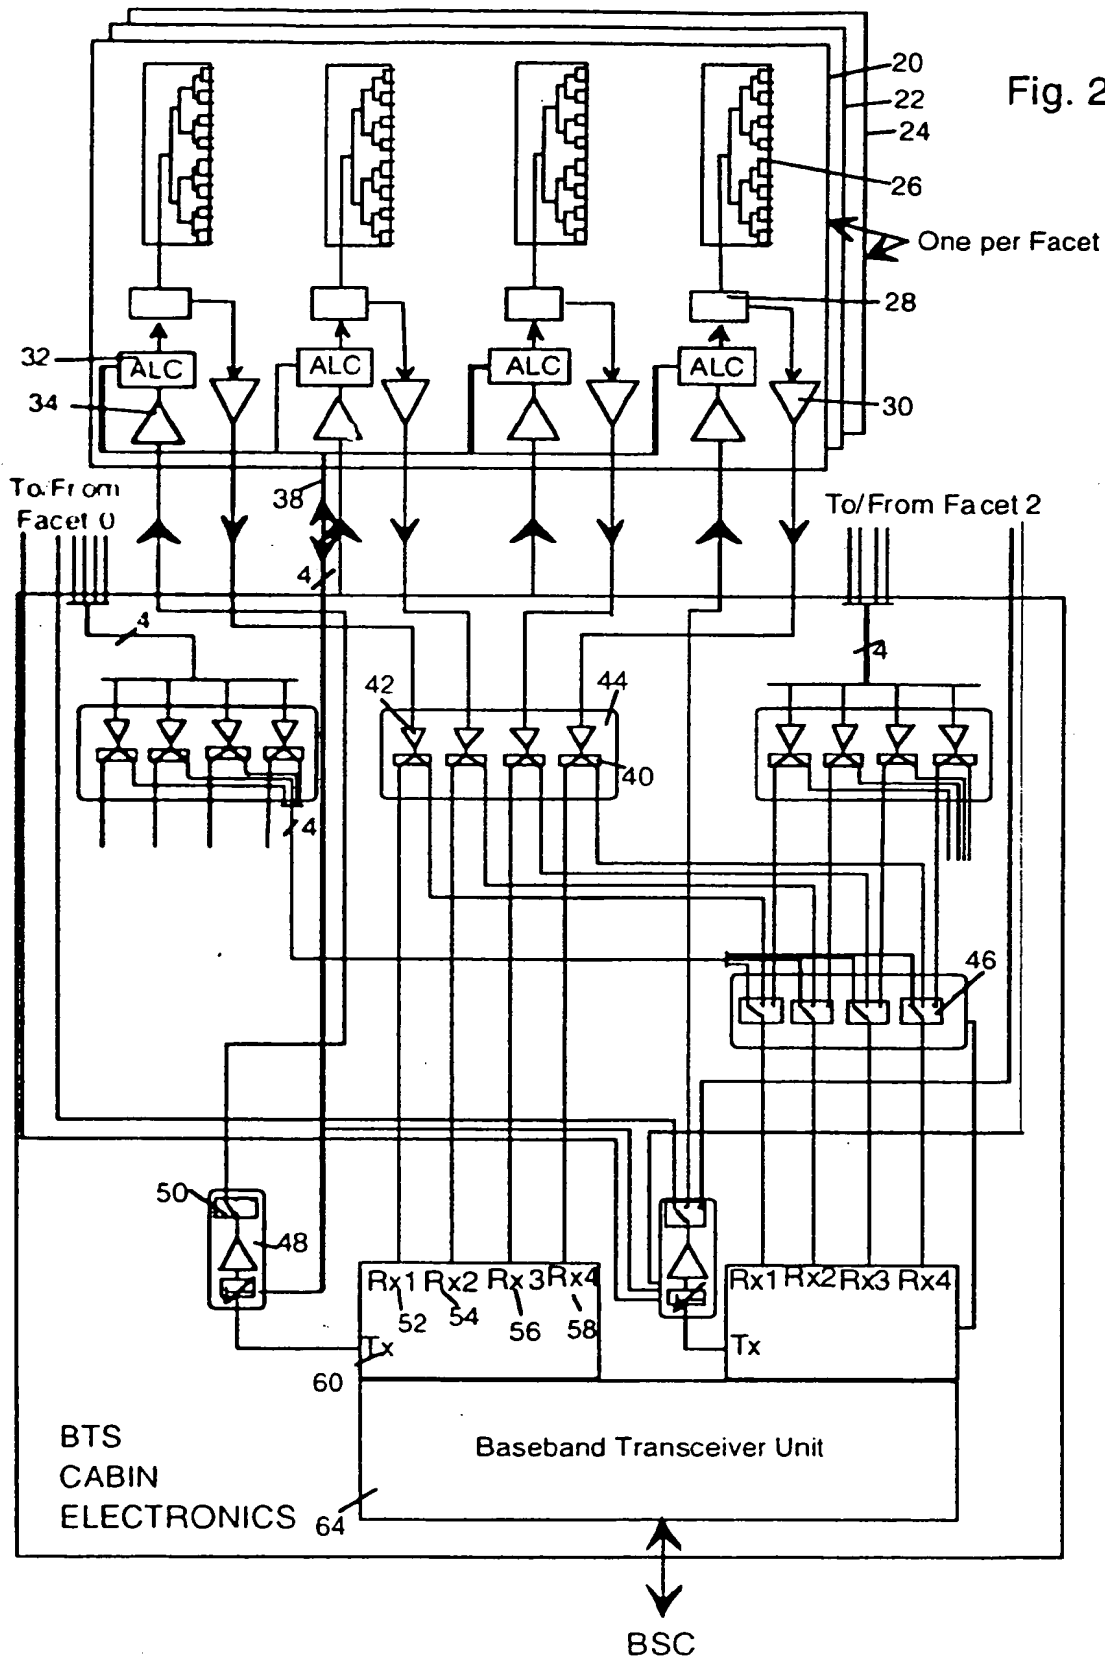 Fig. 2
20
22
24
26
One per Facet
28
32
ALC
ALC
ALC
ALC
34
30
To/From
Facet 0
38
To/From Facet 2
4
4
4
42
44
40
4
46
50
48
Rx1
Rx2
Rx3
Rx4
52
54
56
58
Tx
60
Rx1
Rx2
Rx3
Rx4
Tx
BTS
CABIN
ELECTRONICS
Baseband Transceiver Unit
64
BSC